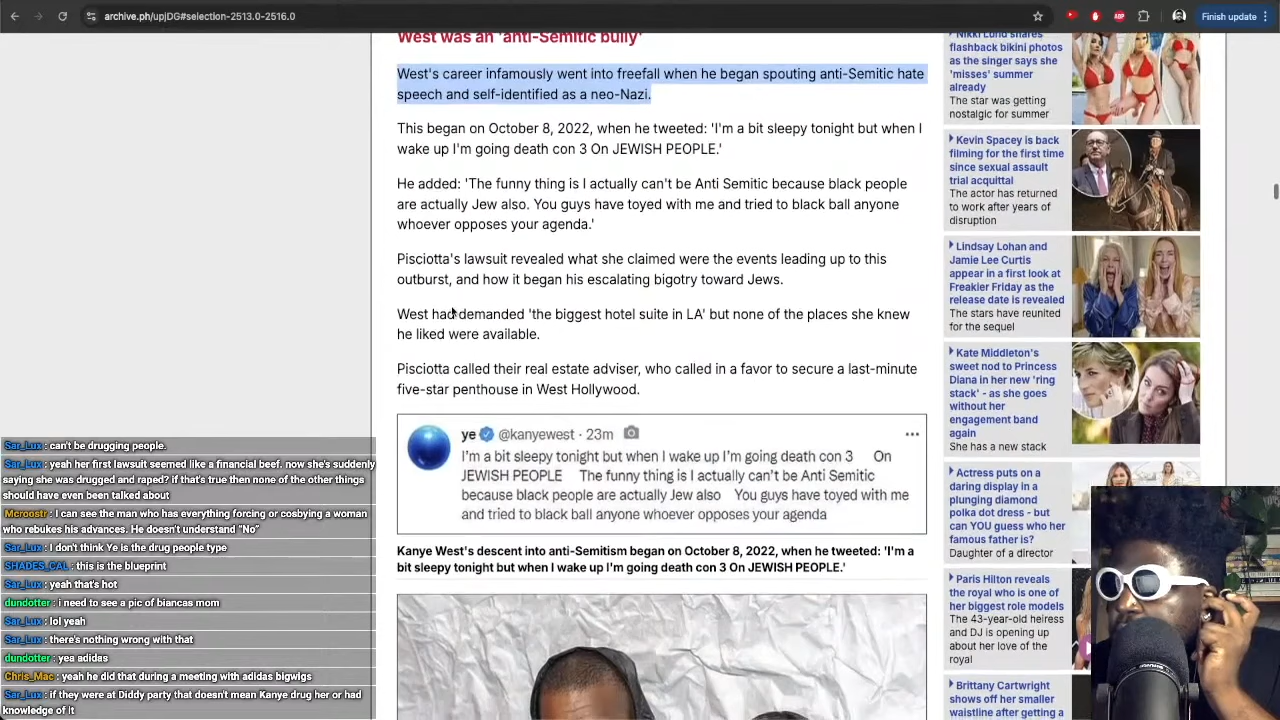 archive.ph/upjDG#selection-2513.0-2516.0
Finish update
West was an 'anti-Semitic bully'
West's career infamously went into freefall when he began spouting anti-Semitic hate
speech and self-identified as a neo-Nazi.
This began on October 8, 2022, when he tweeted: 'I'm a bit sleepy tonight but when I
wake up I'm going death con 3 On JEWISH PEOPLE.'
He added: 'The funny thing is I actually can't be Anti Semitic because black people
are actually Jew also. You guys have toyed with me and tried to black ball anyone
whoever opposes your agenda.'
Pisciotta's lawsuit revealed what she claimed were the events leading up to this
outburst, and how it began his escalating bigotry toward Jews.
West had demanded 'the biggest hotel suite in LA' but none of the places she knew
he liked were available.
Pisciotta called their real estate adviser, who called in a favor to secure a last-minute
five-star penthouse in West Hollywood.
ye @kanyewest · 23m
I'm a bit sleepy tonight but when I wake up I'm going death con 3 On
JEWISH PEOPLE The funny thing is I actually can't be Anti Semitic
because black people are actually Jew also You guys have toyed with me
and tried to black ball anyone whoever opposes your agenda
Kanye West's descent into anti-Semitism began on October 8, 2022, when he tweeted: 'I'm a
bit sleepy tonight but when I wake up I'm going death con 3 On JEWISH PEOPLE.'
Nikki Lund shares
flashback bikini photos
as the singer says she
'misses' summer
already
The star was getting
nostalgic for summer
Kevin Spacey is back
filming for the first time
since sexual assault
trial acquittal
The actor has returned
to work after years of
disruption
Lindsay Lohan and
Jamie Lee Curtis
appear in a first look at
Freakier Friday as the
release date is revealed
The stars have reunited
for the sequel
Kate Middleton's
sweet nod to Princess
Diana in her new 'ring
stack' - as she goes
without her
engagement band
again
She has a new stack
Actress puts on a
daring display in a
plunging diamond
polka dot dress - but
can YOU guess who her
famous father is?
Daughter of a director
Paris Hilton reveals
the royal who is one of
her biggest role models
The 43-year-old heiress
and DJ is opening up
about her love of the
royal
Brittany Cartwright
shows off her smaller
waistline after getting a
Sar_Lux : can't be drugging people.
Sar_Lux : yeah her first lawsuit seemed like a financial beef. now she's suddenly
saying she was drugged and raped? if that's true then none of the other things
should have even been talked about
Mcroostr : I can see the man who has everything forcing or cosbying a woman
who rebukes his advances. He doesn't understand "No"
Sar_Lux : I don't think Ye is the drug people type
SHADES_CAL : this is the blueprint
Sar_Lux : yeah that's hot
dundotter : i need to see a pic of biancas mom
Sar_Lux : lol yeah
Sar_Lux : there's nothing wrong with that
dundotter : yea adidas
Chris_Mac : yeah he did that during a meeting with adidas bigwigs
Sar_Lux : if they were at Diddy party that doesn't mean Kanye drug her or had
knowledge of it